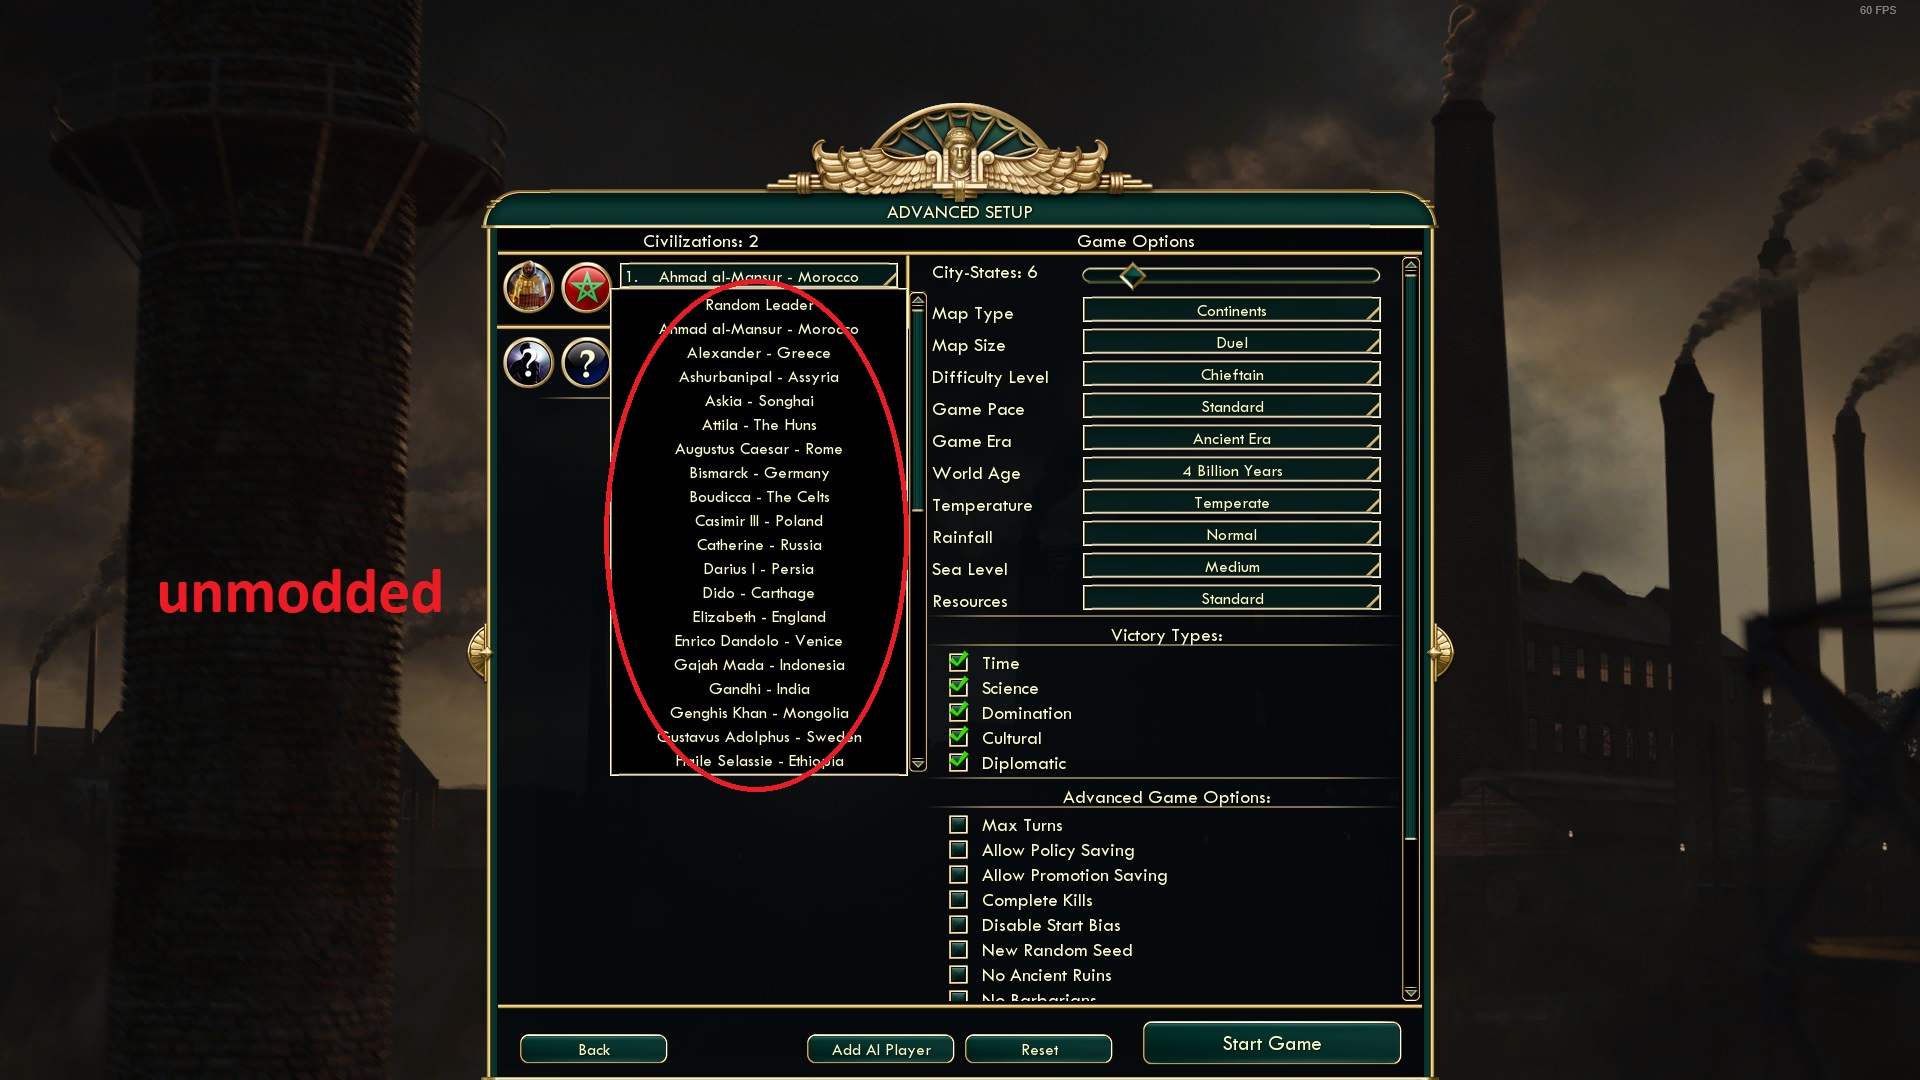 60 FPS
ADVANCED SETUP
Civilizations: 2
Game Options
1. Ahmad al-Mansur - Morocco
Random Leader
Ahmad al-Mansur - Morocco
Alexander - Greece
Ashurbanipal - Assyria
Askia - Songhai
Attila - The Huns
Augustus Caesar - Rome
Bismarck - Germany
Boudicca - The Celts
Casimir III - Poland
Catherine - Russia
Darius I - Persia
Dido - Carthage
Elizabeth - England
Enrico Dandolo - Venice
Gajah Mada - Indonesia
Gandhi - India
Genghis Khan - Mongolia
Gustavus Adolphus - Sweden
Haile Selassie - Ethiopia
unmodded
City-States: 6
Map Type Continents
Map Size Duel
Difficulty Level Chieftain
Game Pace Standard
Game Era Ancient Era
World Age 4 Billion Years
Temperature Temperate
Rainfall Normal
Sea Level Medium
Resources Standard
Victory Types:
Time
Science
Domination
Cultural
Diplomatic
Advanced Game Options:
Max Turns
Allow Policy Saving
Allow Promotion Saving
Complete Kills
Disable Start Bias
New Random Seed
No Ancient Ruins
No Barbarians
Back
Add AI Player
Reset
Start Game